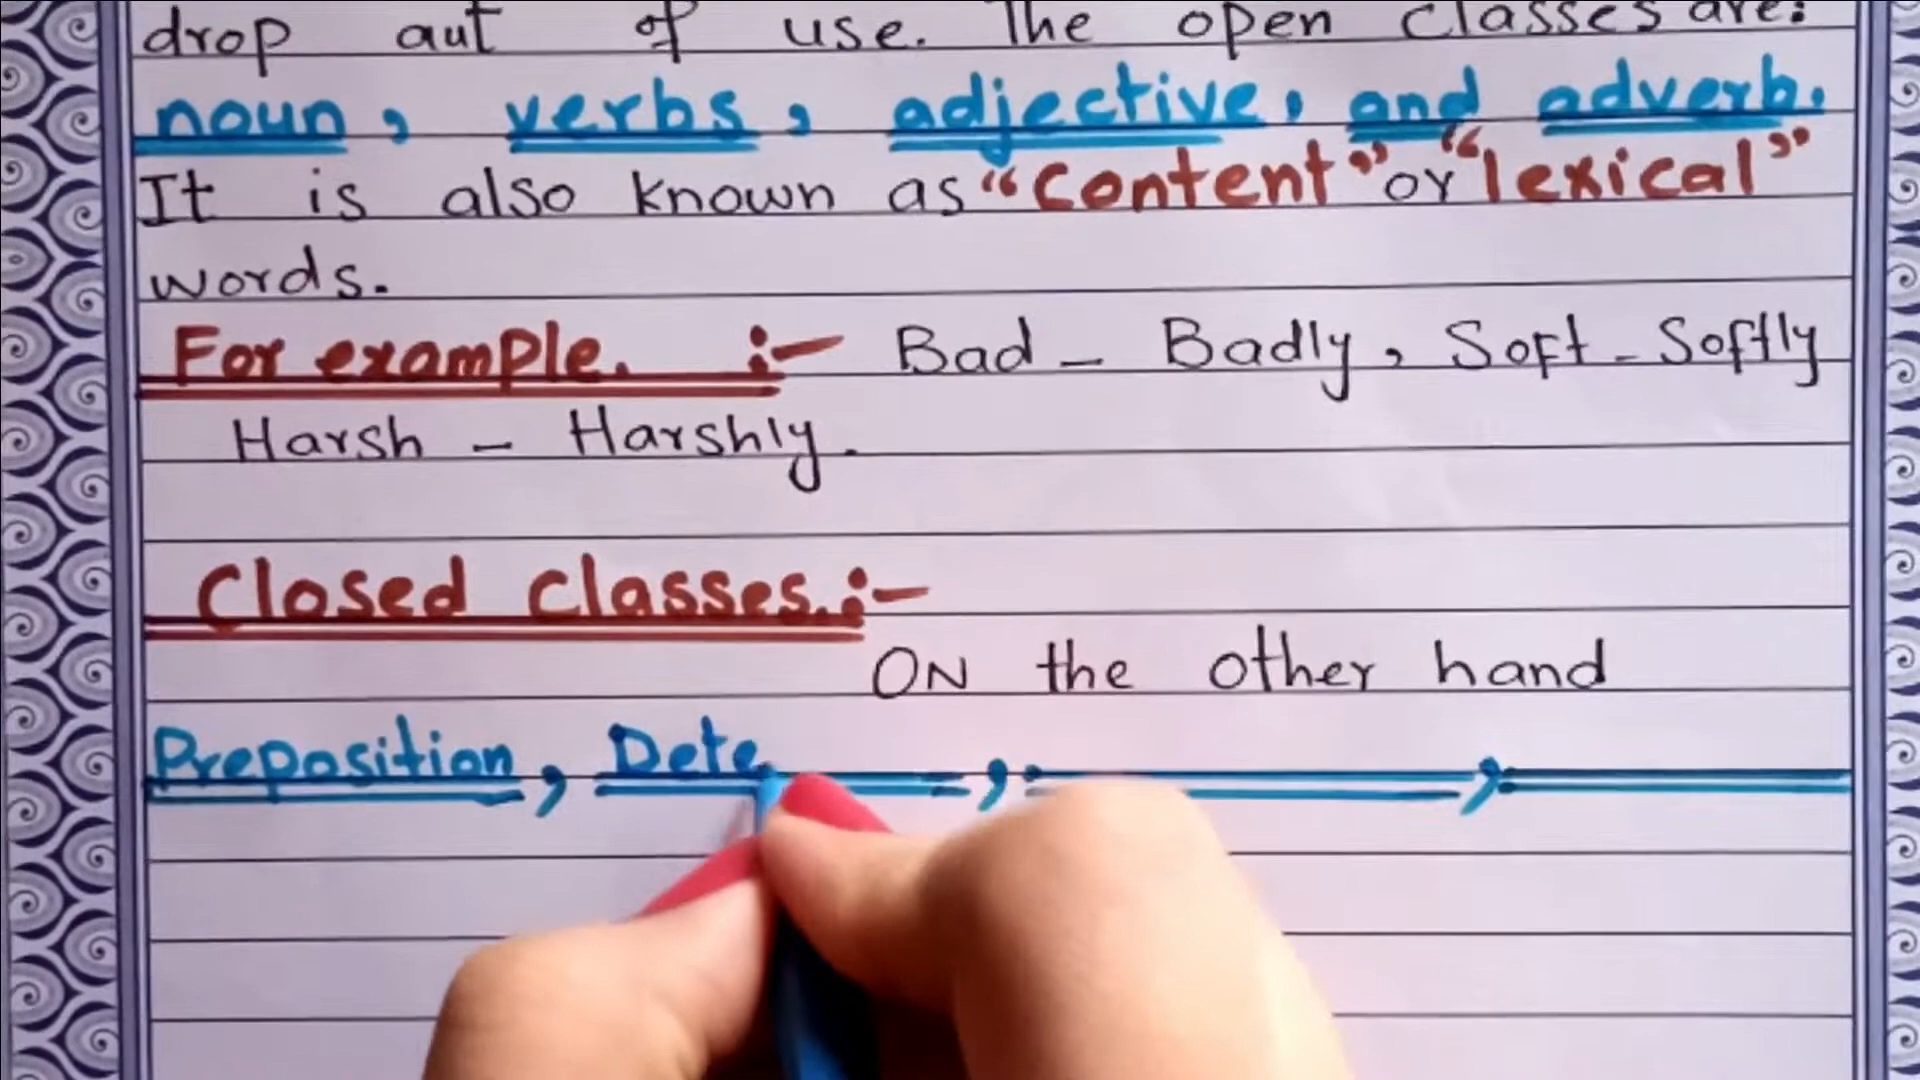 drop aut of use. The open classes are:
noun, verbs, adjective, and adverb.
It is also known as “Content” or “lexical”
words.
For example. :- Bad - Badly, Soft - Softly
Harsh - Harshly.
Closed Classes.:-
ON the other hand
Preposition, Dete , ,